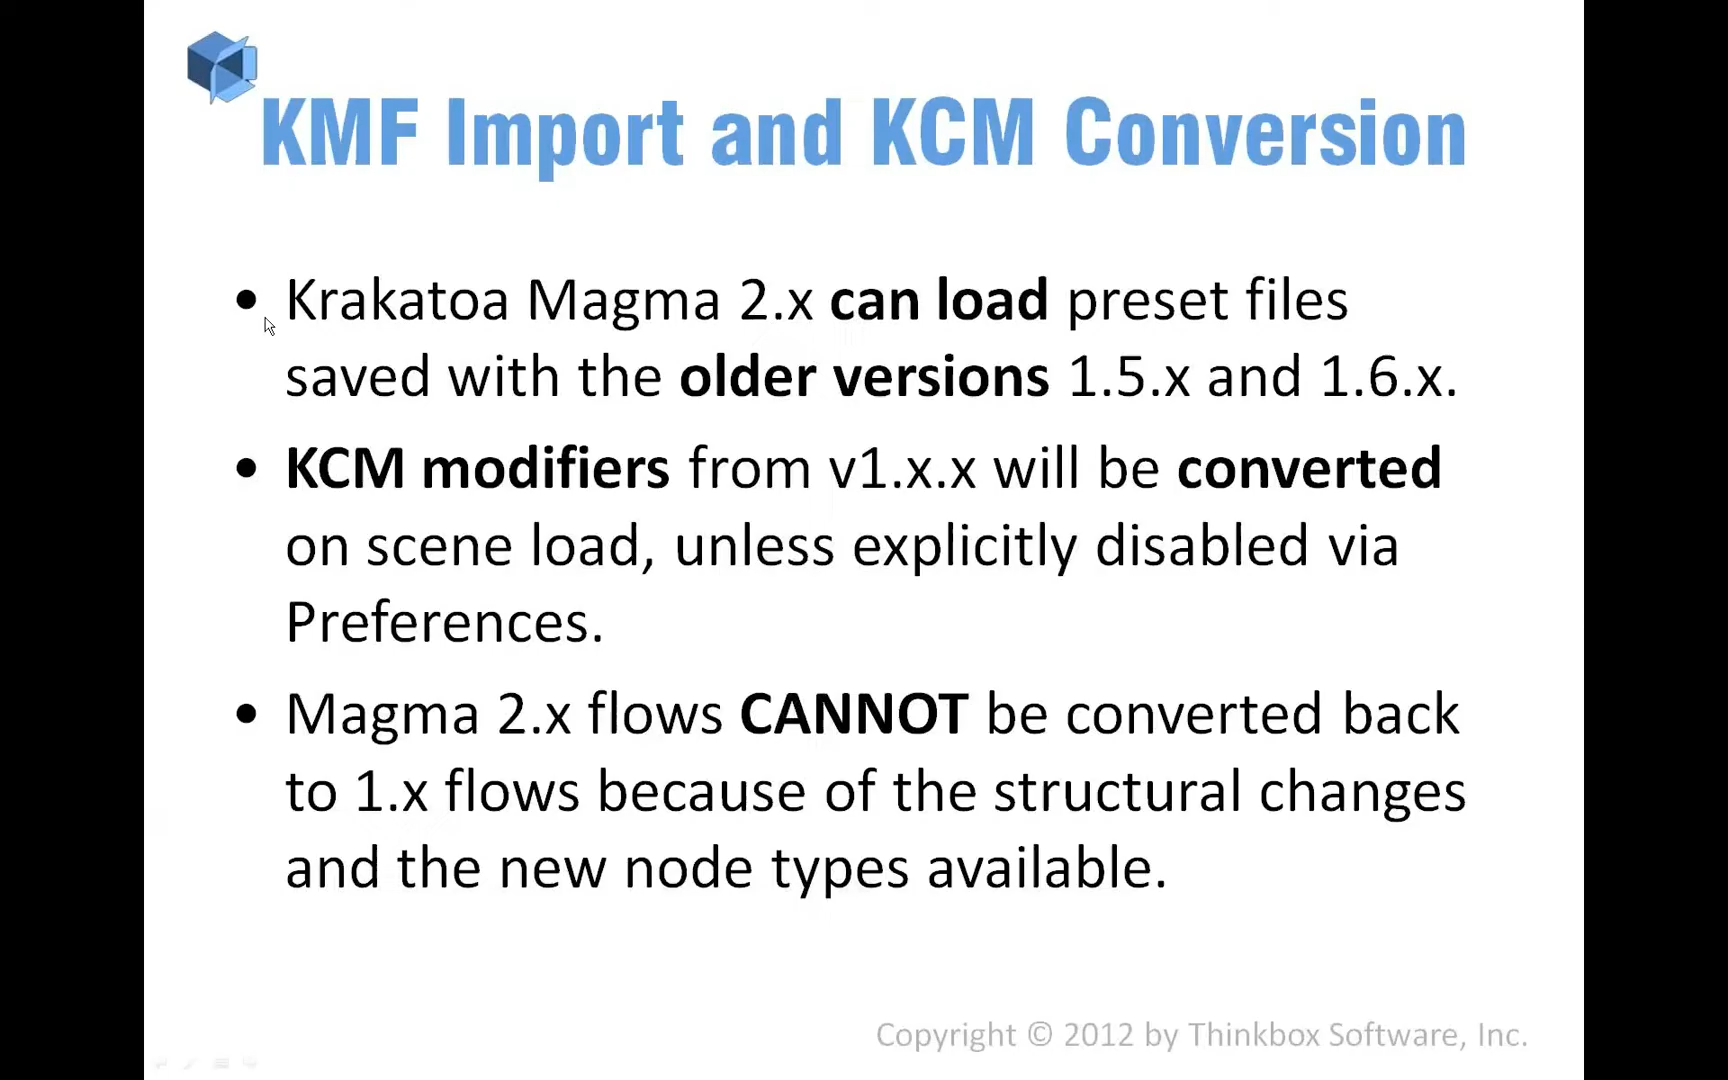 KMF Import and KCM Conversion
• Krakatoa Magma 2.x can load preset files
saved with the older versions 1.5.x and 1.6.x.
• KCM modifiers from v1.x.x will be converted
on scene load, unless explicitly disabled via
Preferences.
• Magma 2.x flows CANNOT be converted back
to 1.x flows because of the structural changes
and the new node types available.
Copyright © 2012 by Thinkbox Software, Inc.